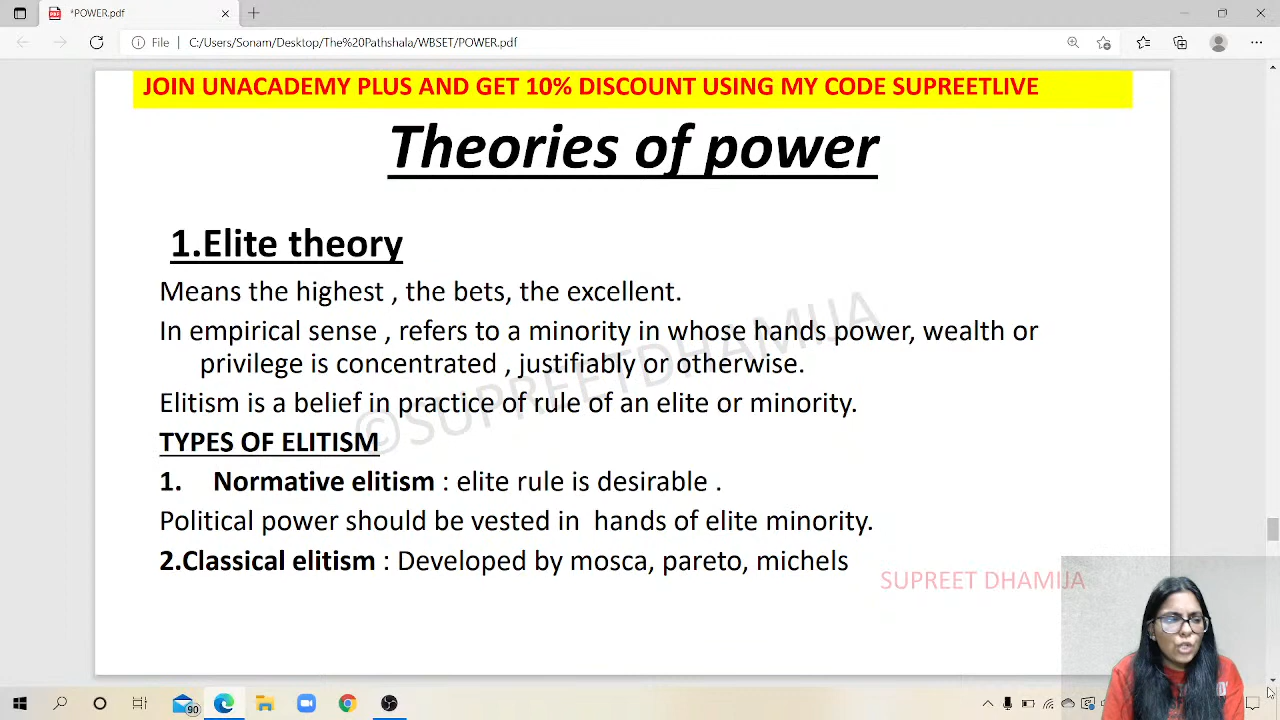 *POWER.pdf
File | C:/Users/Sonam/Desktop/The%20Pathshala/WBSET/POWER.pdf
JOIN UNACADEMY PLUS AND GET 10% DISCOUNT USING MY CODE SUPREETLIVE
Theories of power
1.Elite theory
Means the highest , the bets, the excellent.
In empirical sense , refers to a minority in whose hands power, wealth or
privilege is concentrated , justifiably or otherwise.
Elitism is a belief in practice of rule of an elite or minority.
©SUPREETDHAMIJA
TYPES OF ELITISM
1. Normative elitism : elite rule is desirable .
Political power should be vested in hands of elite minority.
2.Classical elitism : Developed by mosca, pareto, michels
SUPREET DHAMIJA
90